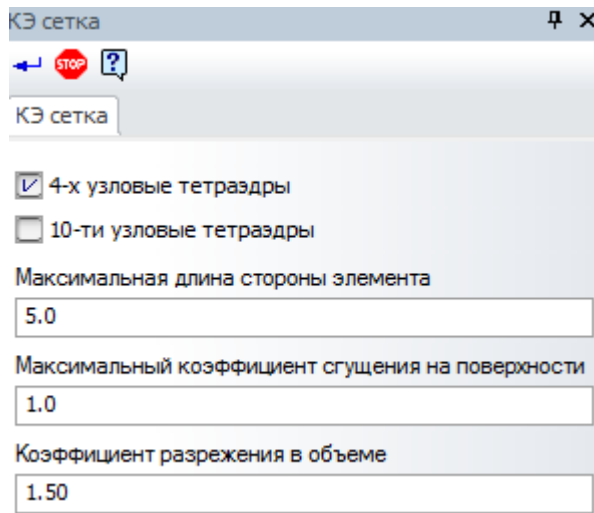 КЭ сетка
STOP
КЭ сетка
4-х узловые тетраэдры
10-ти узловые тетраэдры
Максимальная длина стороны элемента
5.0
Максимальный коэффициент сгущения на поверхности
1.0
Коэффициент разрежения в объеме
1.50